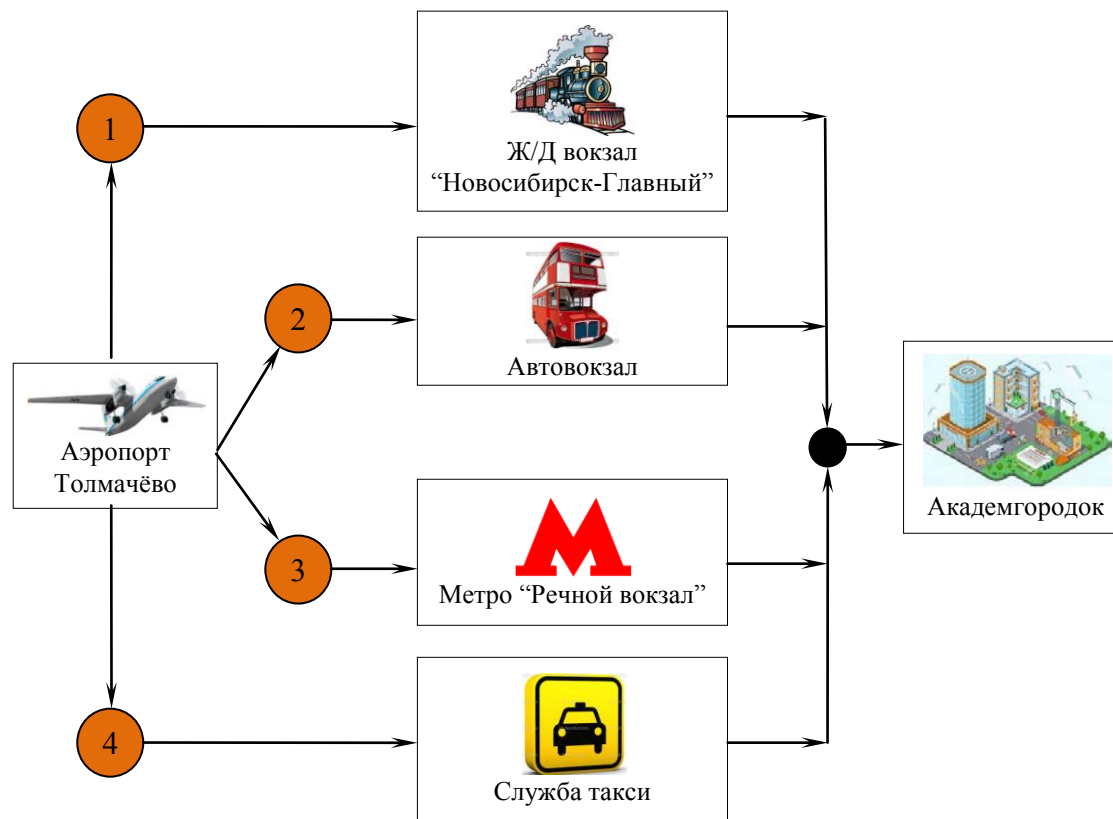 1
Ж/Д вокзал
“Новосибирск-Главный”
2
Автовокзал
Аэропорт
Толмачёво
Академгородок
3
Метро “Речной вокзал”
4
Служба такси